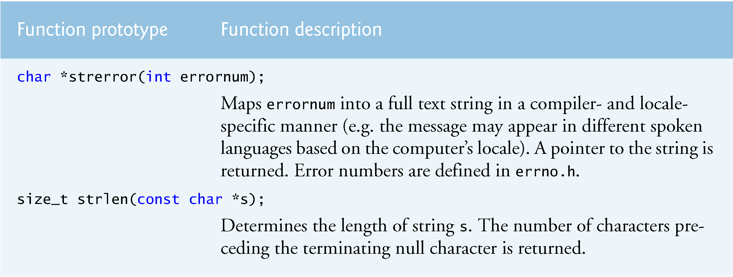 Function prototype Function description
char *strerror(int errornum);
Maps errornum into a full text string in a compiler- and locale-
specific manner (e.g. the message may appear in different spoken
languages based on the computer's locale). A pointer to the string is
returned. Error numbers are defined in errno.h.
size_t strlen(const char *s);
Determines the length of string s. The number of characters pre-
ceding the terminating null character is returned.